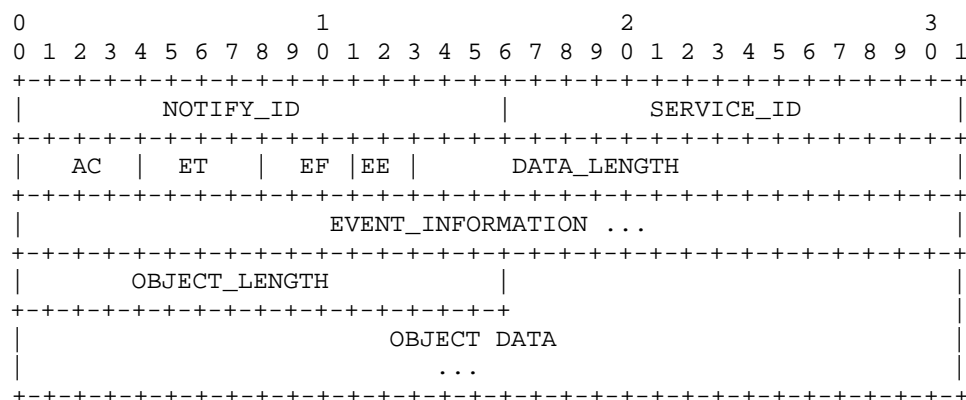 0                   1                   2                   3
0 1 2 3 4 5 6 7 8 9 0 1 2 3 4 5 6 7 8 9 0 1 2 3 4 5 6 7 8 9 0 1
+-+-+-+-+-+-+-+-+-+-+-+-+-+-+-+-+-+-+-+-+-+-+-+-+-+-+-+-+-+-+-+
|         NOTIFY_ID             |         SERVICE_ID          |
+-+-+-+-+-+-+-+-+-+-+-+-+-+-+-+-+-+-+-+-+-+-+-+-+-+-+-+-+-+-+-+
|   AC  |  ET   |  EF |EE |      DATA_LENGTH                  |
+-+-+-+-+-+-+-+-+-+-+-+-+-+-+-+-+-+-+-+-+-+-+-+-+-+-+-+-+-+-+-+
|                    EVENT_INFORMATION ...                    |
+-+-+-+-+-+-+-+-+-+-+-+-+-+-+-+-+-+-+-+-+-+-+-+-+-+-+-+-+-+-+-+
|       OBJECT_LENGTH           |                             |
+-+-+-+-+-+-+-+-+-+-+-+-+-+-+-+-+                             |
|                        OBJECT DATA                          |
|                           ...                               |
+-+-+-+-+-+-+-+-+-+-+-+-+-+-+-+-+-+-+-+-+-+-+-+-+-+-+-+-+-+-+-+